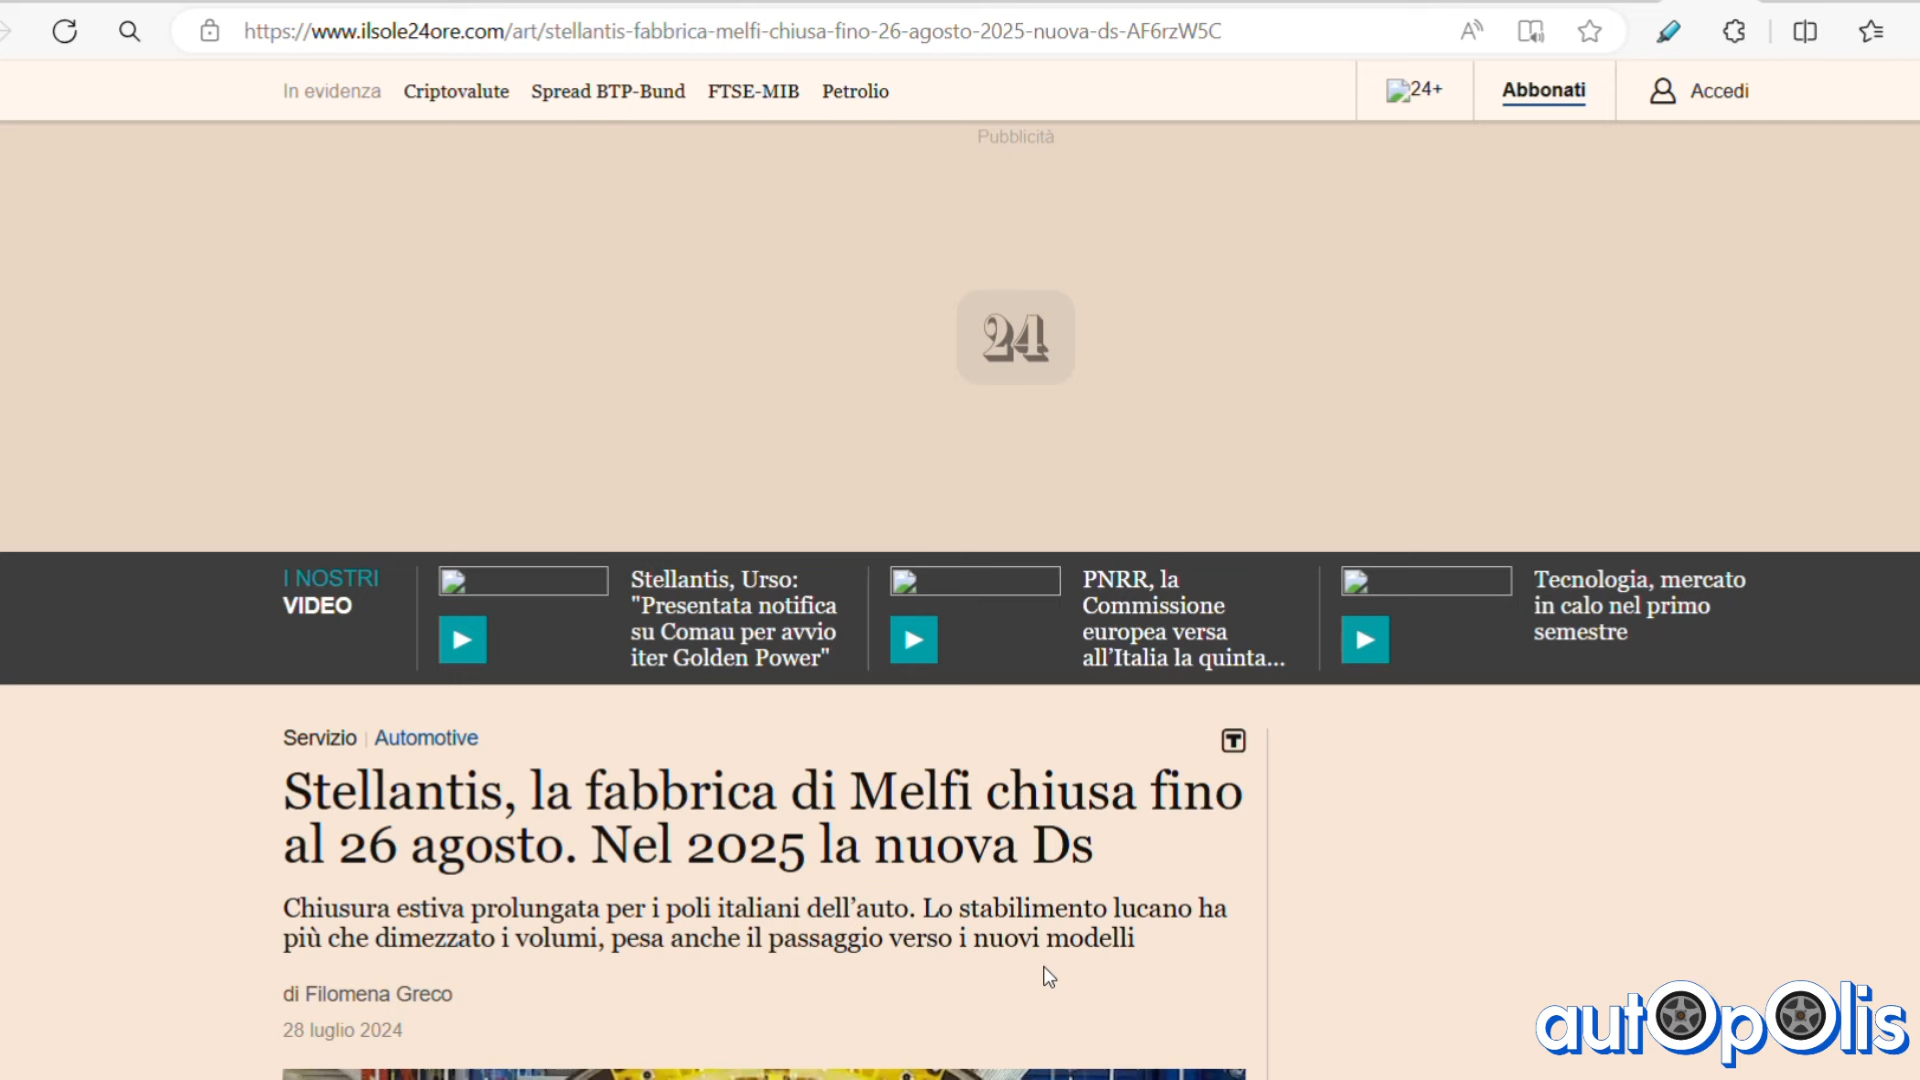 https://www.ilsole24ore.com/art/stellantis-fabbrica-melfi-chiusa-fino-26-agosto-2025-nuova-ds-AF6rzW5C
In evidenza Criptovalute Spread BTP-Bund FTSE-MIB Petrolio 24+ Abbonati Accedi
Pubblicità
24
I NOSTRI
VIDEO
Stellantis, Urso:
"Presentata notifica
su Comau per avvio
iter Golden Power"
PNRR, la
Commissione
europea versa
all'Italia la quinta...
Tecnologia, mercato
in calo nel primo
semestre
Servizio Automotive
Stellantis, la fabbrica di Melfi chiusa fino
al 26 agosto. Nel 2025 la nuova Ds
Chiusura estiva prolungata per i poli italiani dell'auto. Lo stabilimento lucano ha
più che dimezzato i volumi, pesa anche il passaggio verso i nuovi modelli
di Filomena Greco
28 luglio 2024
autOpOlis